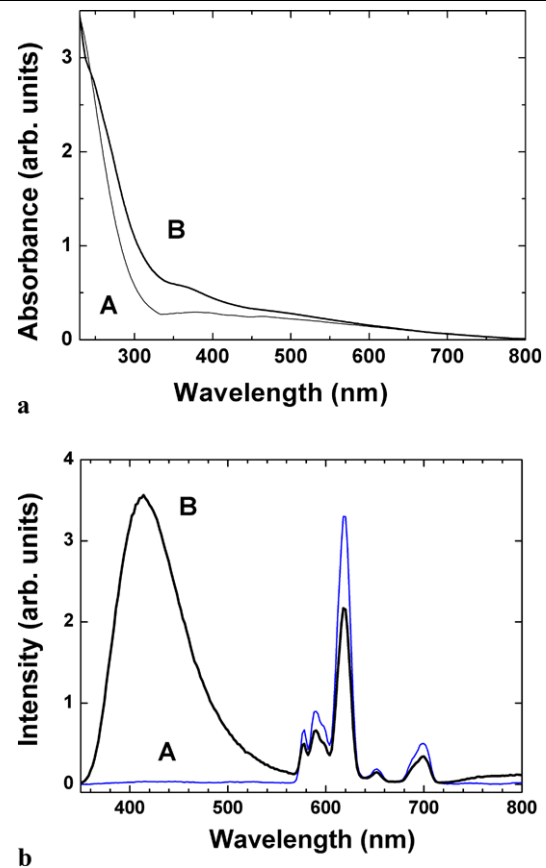 Absorbance (arb. units)
3
2
1
0
B
A
300 400 500 600 700 800
Wavelength (nm)
a
Intensity (arb. units)
4
3
2
1
0
B
A
400 500 600 700 800
Wavelength (nm)
b